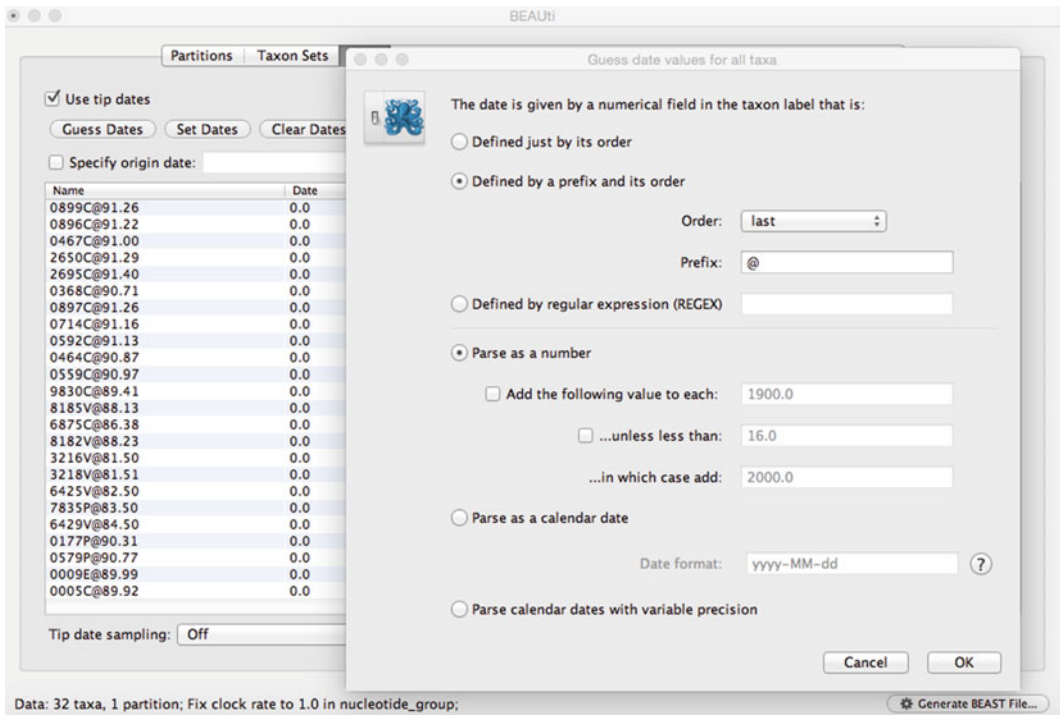 BEAUti
Partitions Taxon Sets
Use tip dates
Guess Dates Set Dates Clear Dates
Specify origin date:
Name Date
0899C@91.26 0.0
0896C@91.22 0.0
0467C@91.00 0.0
2650C@91.29 0.0
2695C@91.40 0.0
0368C@90.71 0.0
0897C@91.26 0.0
0714C@91.16 0.0
0592C@91.13 0.0
0464C@90.87 0.0
0559C@90.97 0.0
9830C@89.41 0.0
8185V@88.13 0.0
6875C@86.38 0.0
8182V@88.23 0.0
3216V@81.50 0.0
3218V@81.51 0.0
6425V@82.50 0.0
7835P@83.50 0.0
6429V@84.50 0.0
0177P@90.31 0.0
0579P@90.77 0.0
0009E@89.99 0.0
0005C@89.92 0.0
Tip date sampling: Off
Guess date values for all taxa
The date is given by a numerical field in the taxon label that is:
Defined just by its order
Defined by a prefix and its order
Order: last
Prefix: @
Defined by regular expression (REGEX)
Parse as a number
Add the following value to each: 1900.0
...unless less than: 16.0
...in which case add: 2000.0
Parse as a calendar date
Date format: yyyy-MM-dd ?
Parse calendar dates with variable precision
Cancel OK
Data: 32 taxa, 1 partition; Fix clock rate to 1.0 in nucleotide_group;
Generate BEAST File...